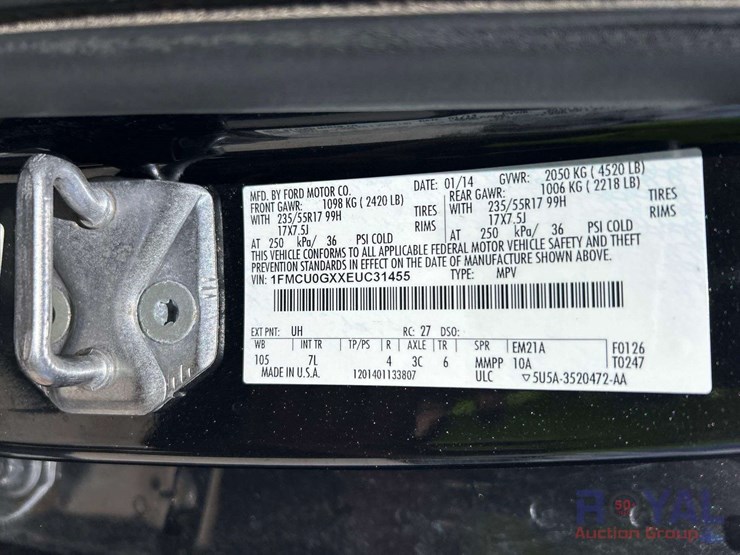 MFD. BY FORD MOTOR CO.
DATE: 01/14 GVWR: 2050 KG ( 4520 LB)
FRONT GAWR: 1098 KG ( 2420 LB)
REAR GAWR: 1006 KG ( 2218 LB)
WITH 235/55R17 99H TIRES
WITH 235/55R17 99H TIRES
17X7.5J RIMS
17X7.5J RIMS
AT 250 kPa/ 36 PSI COLD
AT 250 kPa/ 36 PSI COLD
THIS VEHICLE CONFORMS TO ALL APPLICABLE FEDERAL MOTOR VEHICLE SAFETY AND THEFT
PREVENTION STANDARDS IN EFFECT ON THE DATE OF MANUFACTURE SHOWN ABOVE.
VIN: 1FMCU0GXXEUC31455 TYPE: MPV
EXT PNT: UH RC: 27 DSO:
WB INT TR TP/PS R AXLE TR SPR EM21A F0126
105 7L 4 3C 6 MMPP 10A T0247
MADE IN U.S.A. 1201401133807 ULC 5U5A-3520472-AA
ROYAL
50
Auction Group